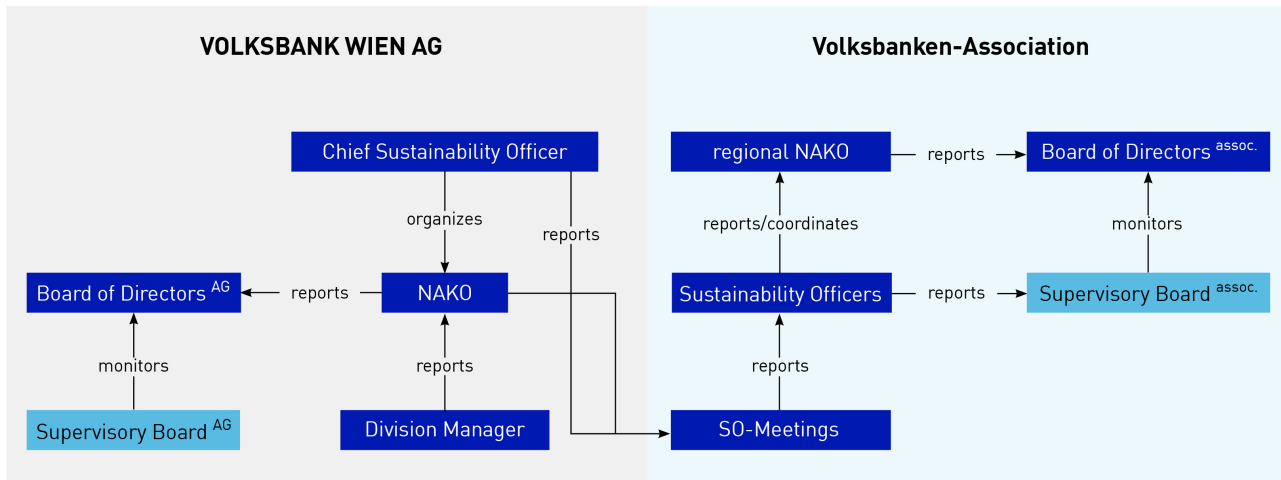 VOLKSBANK WIEN AG
Volksbanken-Association
Chief Sustainability Officer
regional NAKO
reports
Board of Directors assoc.
organizes
reports
reports/coordinates
monitors
Board of Directors AG
reports
NAKO
Sustainability Officers
reports
Supervisory Board assoc.
monitors
reports
reports
Supervisory Board AG
Division Manager
SO-Meetings